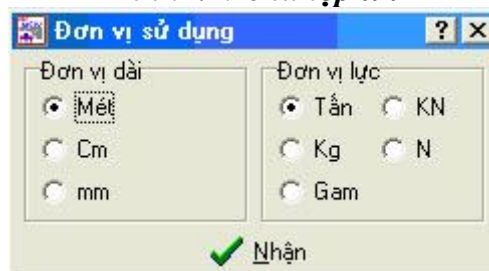 Đơn vị sử dụng
Đơn vị dài
Mét
Cm
mm
Đơn vị lực
Tấn KN
Kg N
Gam
Nhận